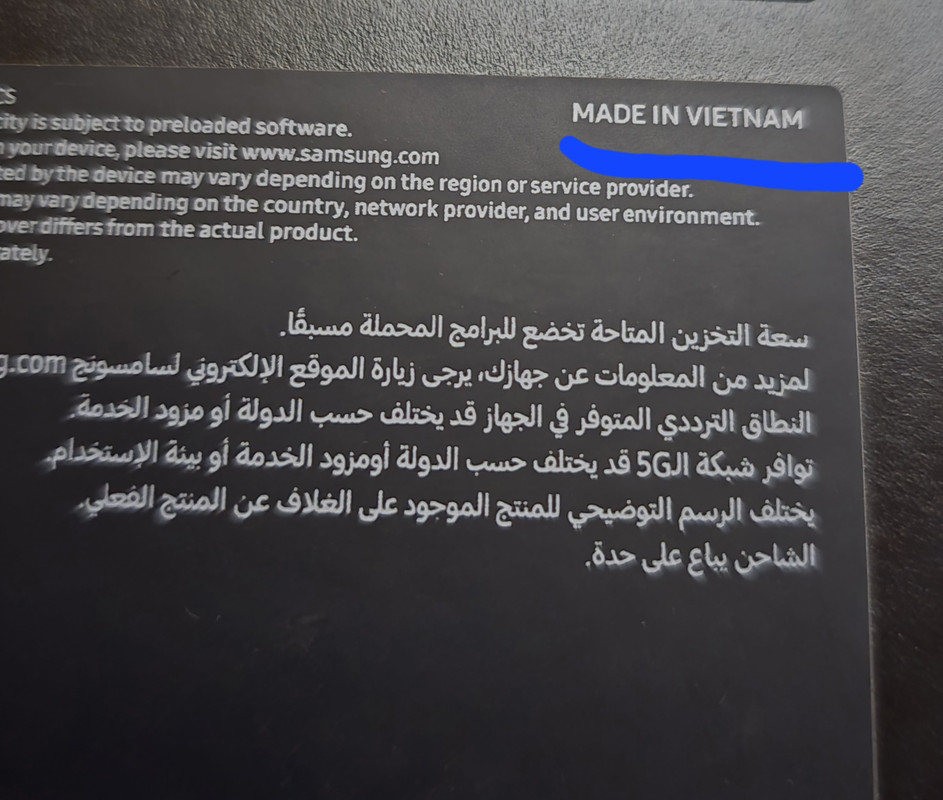 MADE IN VIETNAM
CS
city is subject to preloaded software.
your device, please visit www.samsung.com
ted by the device may vary depending on the region or service provider.
may vary depending on the country, network provider, and user environment.
over differs from the actual product.
ately.
سعة التخزين المتاحة تخضع للبرامج المحملة مسبقًا.
لمزيد من المعلومات عن جهازك، يرجى زيارة الموقع الإلكتروني لسامسونج g.com
النطاق الترددي المتوفر في الجهاز قد يختلف حسب الدولة أو مزود الخدمة.
توافر شبكة الـ5G قد يختلف حسب الدولة أومزود الخدمة أو بيئة الإستخدام.
يختلف الرسم التوضيحي للمنتج الموجود على الغلاف عن المنتج الفعلي.
الشاحن يباع على حدة.